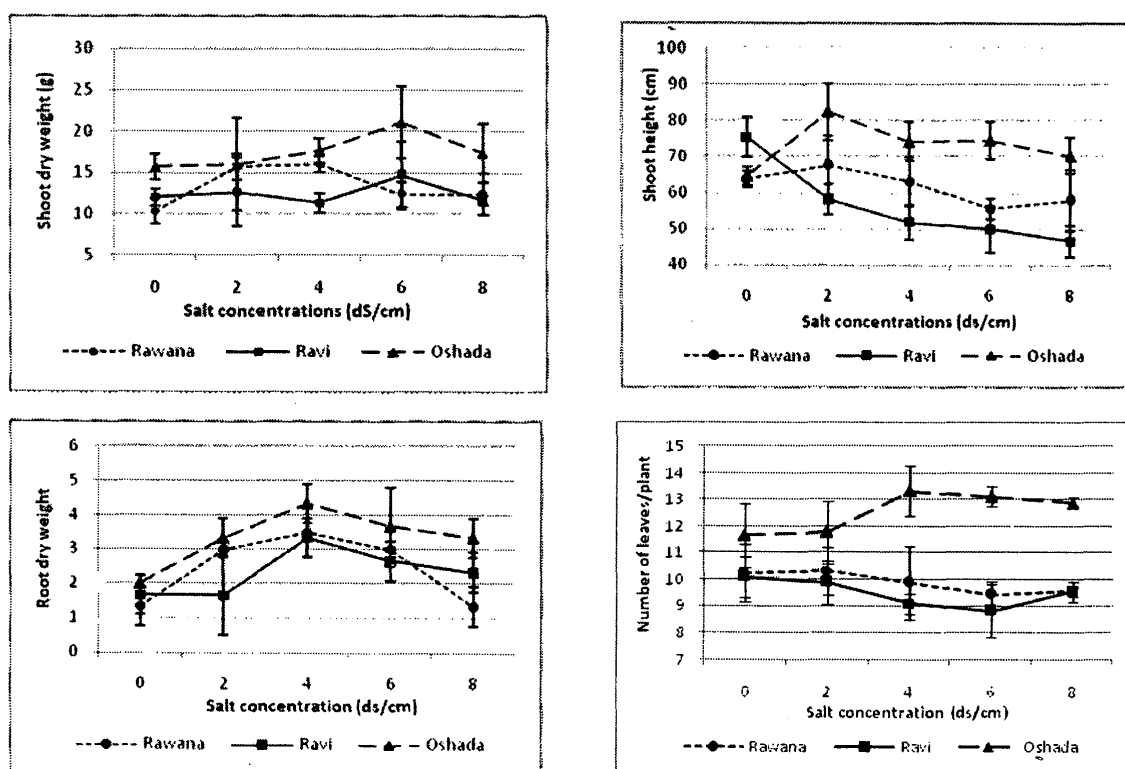 Shoot dry weight (g)
30
25
20
15
10
5
0 2 4 6 8
Salt concentrations (dS/cm)
Rawana Ravi Oshada
Shoot height (cm)
100
90
80
70
60
50
40
0 2 4 6 8
Salt concentrations (ds/cm)
Rawana Ravi Oshada
Root dry weight
6
5
4
3
2
1
0
0 2 4 6 8
Salt concentration (ds/cm)
Rawana Ravi Oshada
Number of leaves/plant
15
14
13
12
11
10
9
8
7
0 2 4 6 8
Salt concentration (ds/cm)
Rawana Ravi Oshada